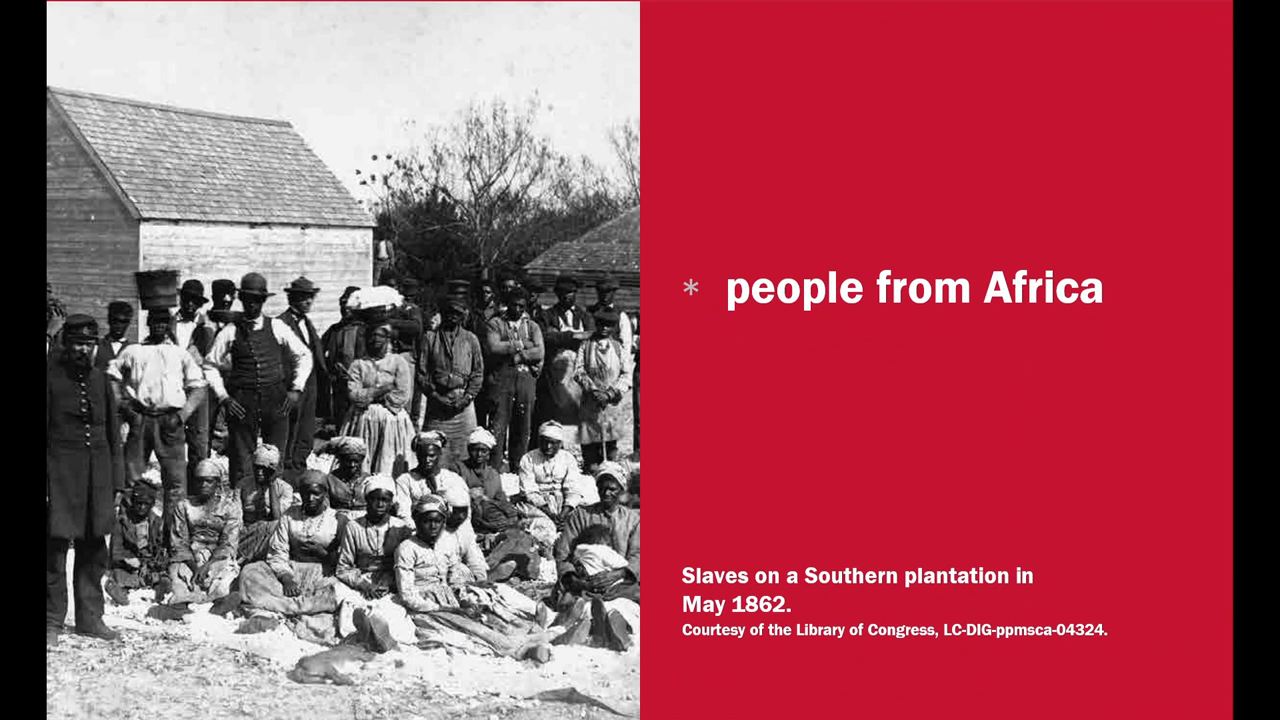 * people from Africa
Slaves on a Southern plantation in
May 1862.
Courtesy of the Library of Congress, LC-DIG-ppmsca-04324.